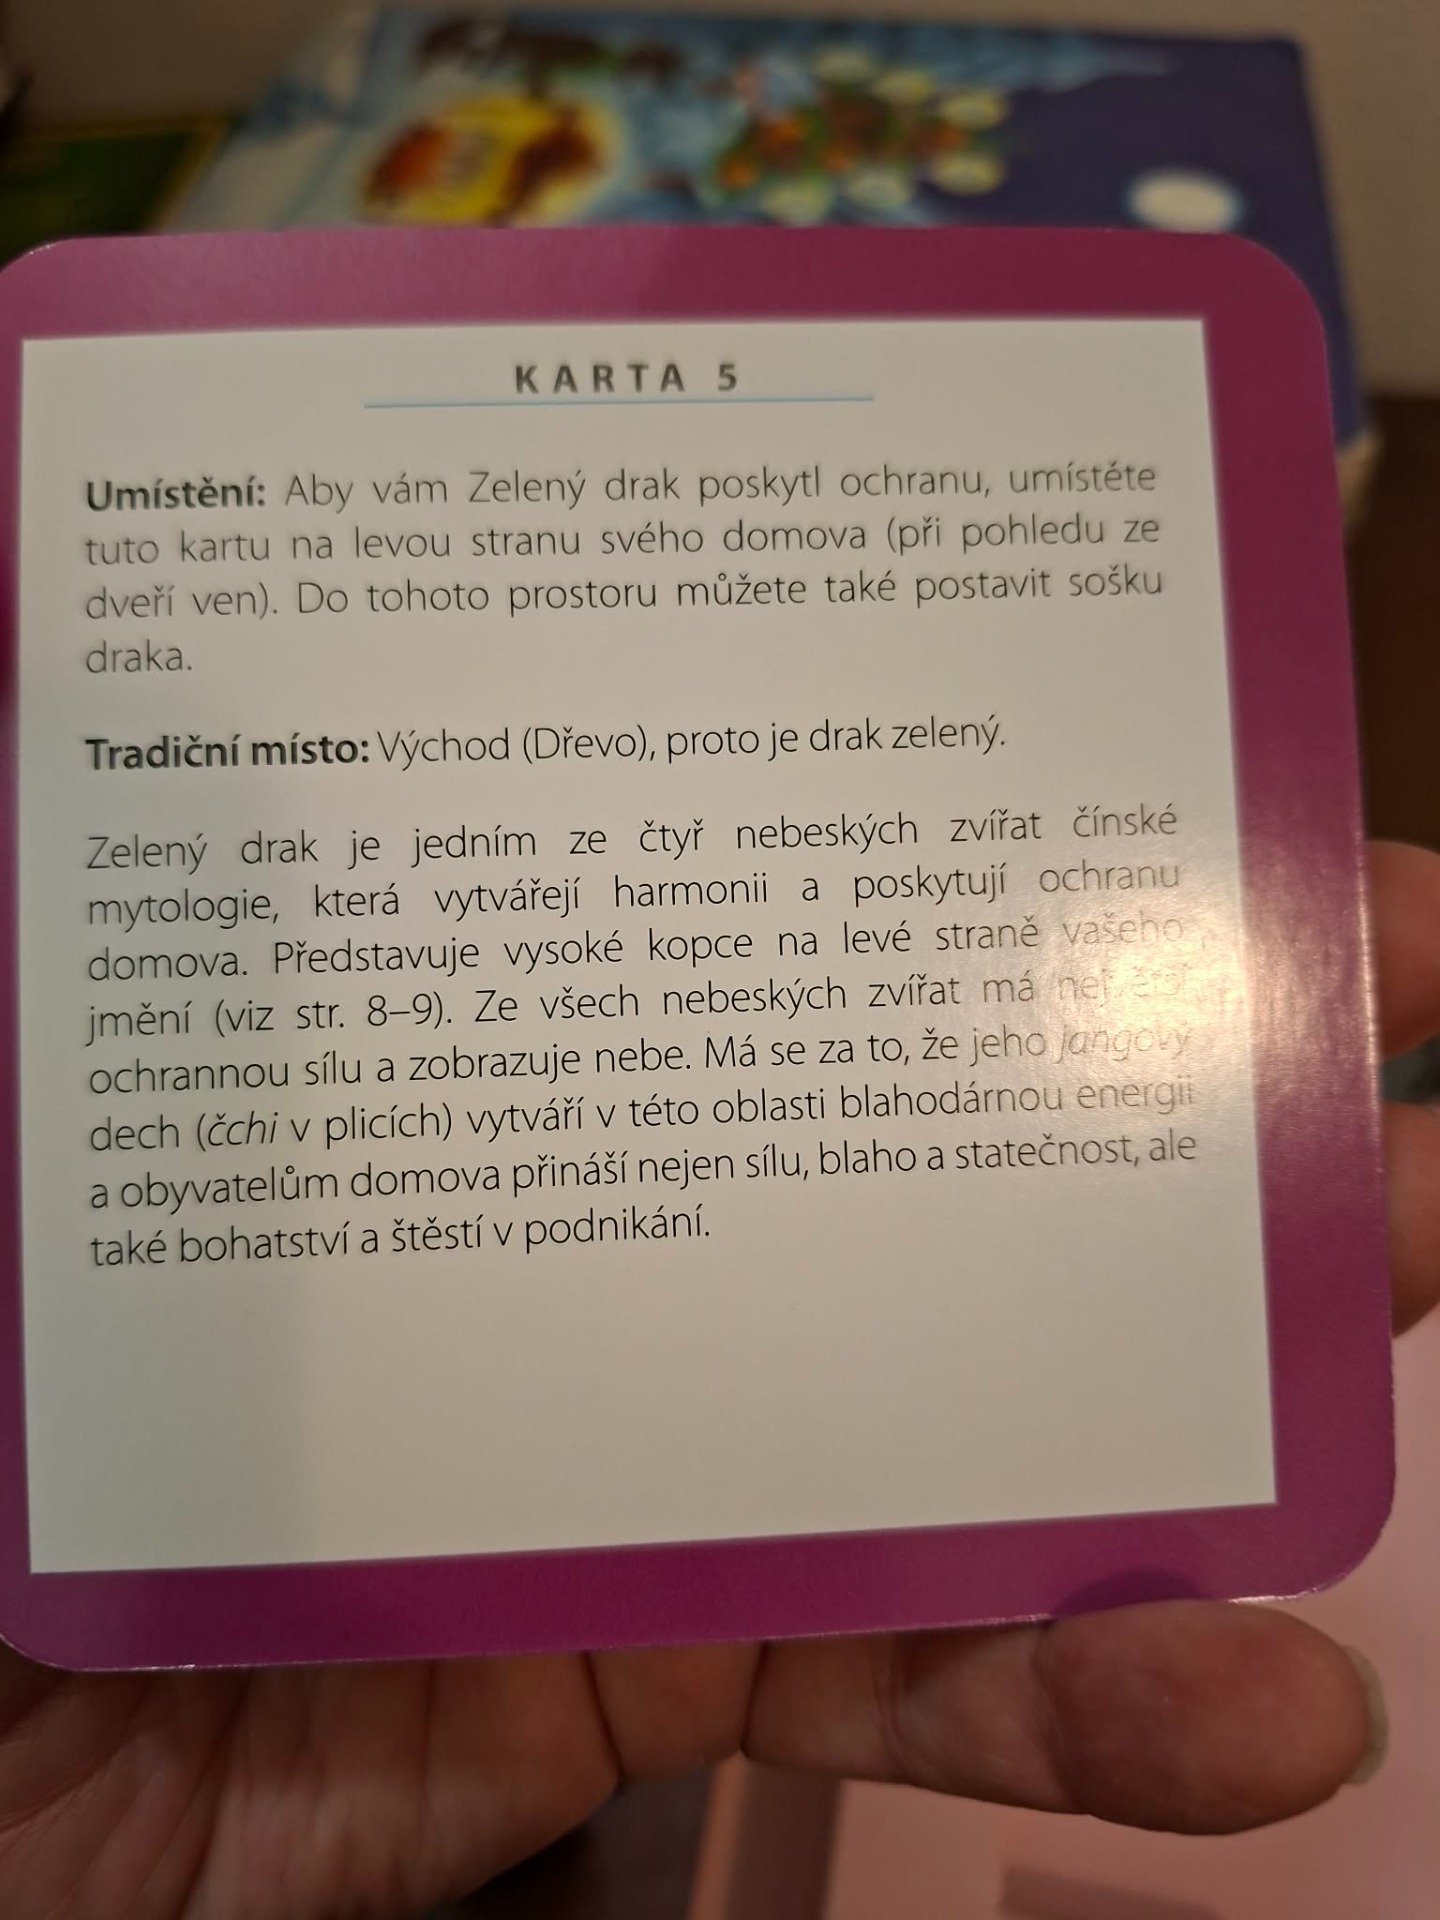 KARTA 5
Umístění: Aby vám Zelený drak poskytl ochranu, umístěte
tuto kartu na levou stranu svého domova (při pohledu ze
dveří ven). Do tohoto prostoru můžete také postavit sošku
draka.
Tradiční místo: Východ (Dřevo), proto je drak zelený.
Zelený drak je jedním ze čtyř nebeských zvířat čínské
mytologie, která vytvářejí harmonii a poskytují ochranu
domova. Představuje vysoké kopce na levé straně vašeho
jmění (viz str. 8–9). Ze všech nebeských zvířat má
ochrannou sílu a zobrazuje nebe. Má se za to, že jeho jangový
dech (čchi v plicích) vytváří v této oblasti blahodárnou energii
a obyvatelům domova přináší nejen sílu, blaho a statečnost, ale
také bohatství a štěstí v podnikání.